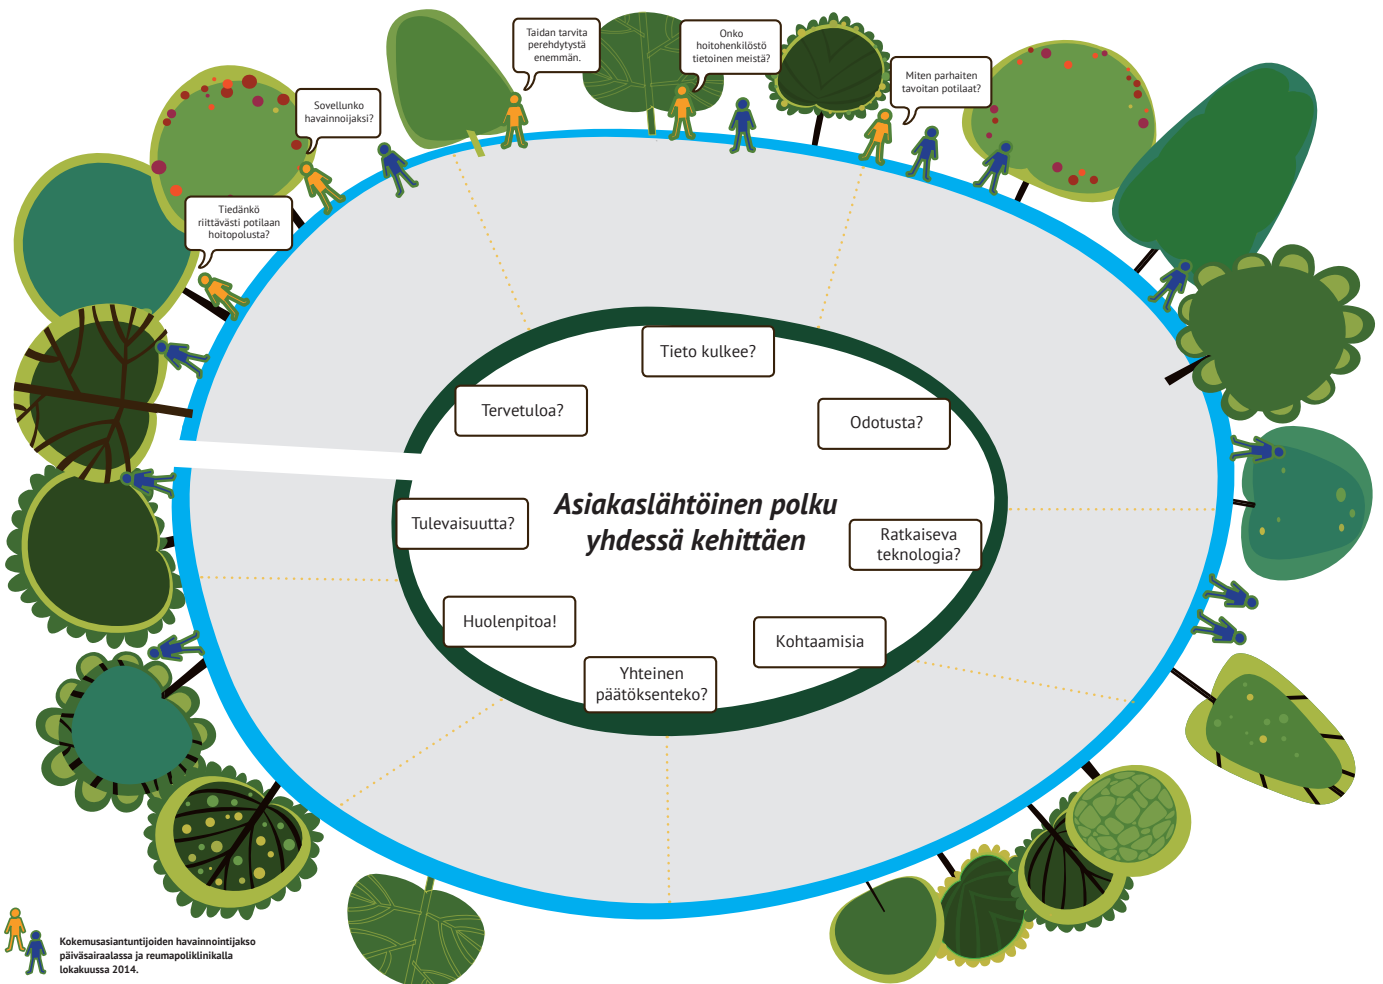 Taidan tarvita
perehdytystä
enemmän.
Onko
hoitohenkilöstö
tietoinen meistä?
Miten parhaiten
tavoitan potilaat?
Sovellunko
havainnoijaksi?
Tiedänkö
riittävästi potilaan
hoitopolusta?
Tieto kulkee?
Tervetuloa?
Odotusta?
Asiakaslähtöinen polku
yhdessä kehittäen
Tulevaisuutta?
Ratkaiseva
teknologia?
Huolenpitoa!
Kohtaamisia
Yhteinen
päätöksenteko?
Kokemusasiantuntijoiden havainnointijakso
päiväsairaalassa ja reumapoliklinikalla
lokakuussa 2014.